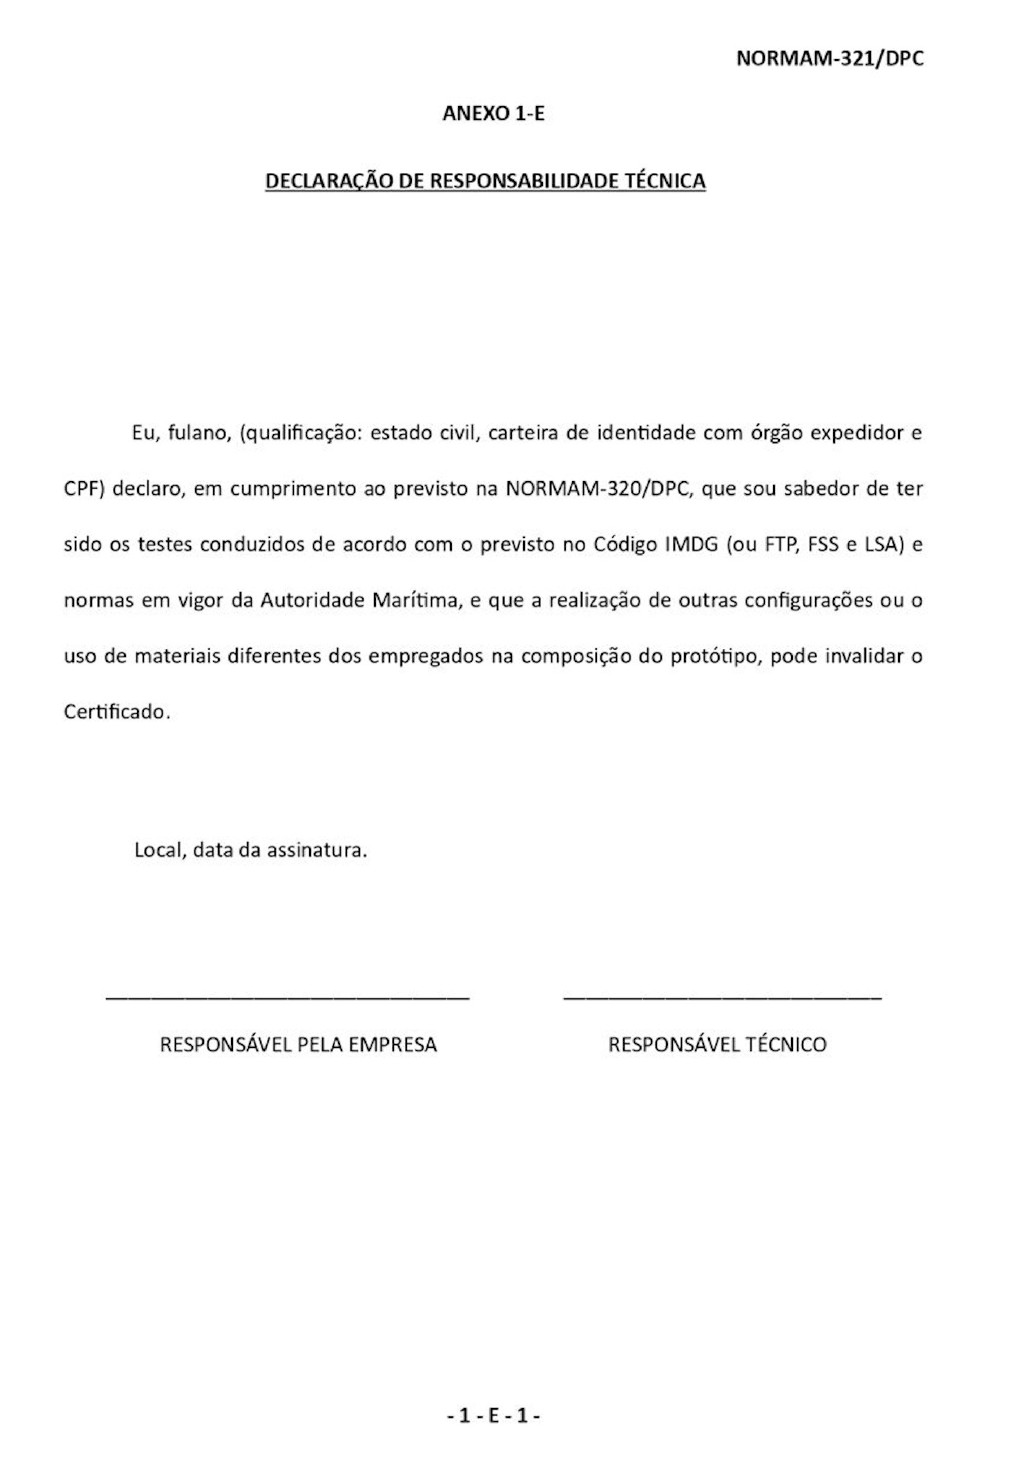 NORMAM-321/DPC
ANEXO 1-E
DECLARAÇÃO DE RESPONSABILIDADE TÉCNICA
Eu, fulano, (qualificação: estado civil, carteira de identidade com órgão expedidor e
CPF) declaro, em cumprimento ao previsto na NORMAM-320/DPC, que sou sabedor de ter
sido os testes conduzidos de acordo com o previsto no Código IMDG (ou FTP, FSS e LSA) e
normas em vigor da Autoridade Marítima, e que a realização de outras configurações ou o
uso de materiais diferentes dos empregados na composição do protótipo, pode invalidar o
Certificado.
Local, data da assinatura.
RESPONSÁVEL PELA EMPRESA RESPONSÁVEL TÉCNICO
- 1 - E - 1 -